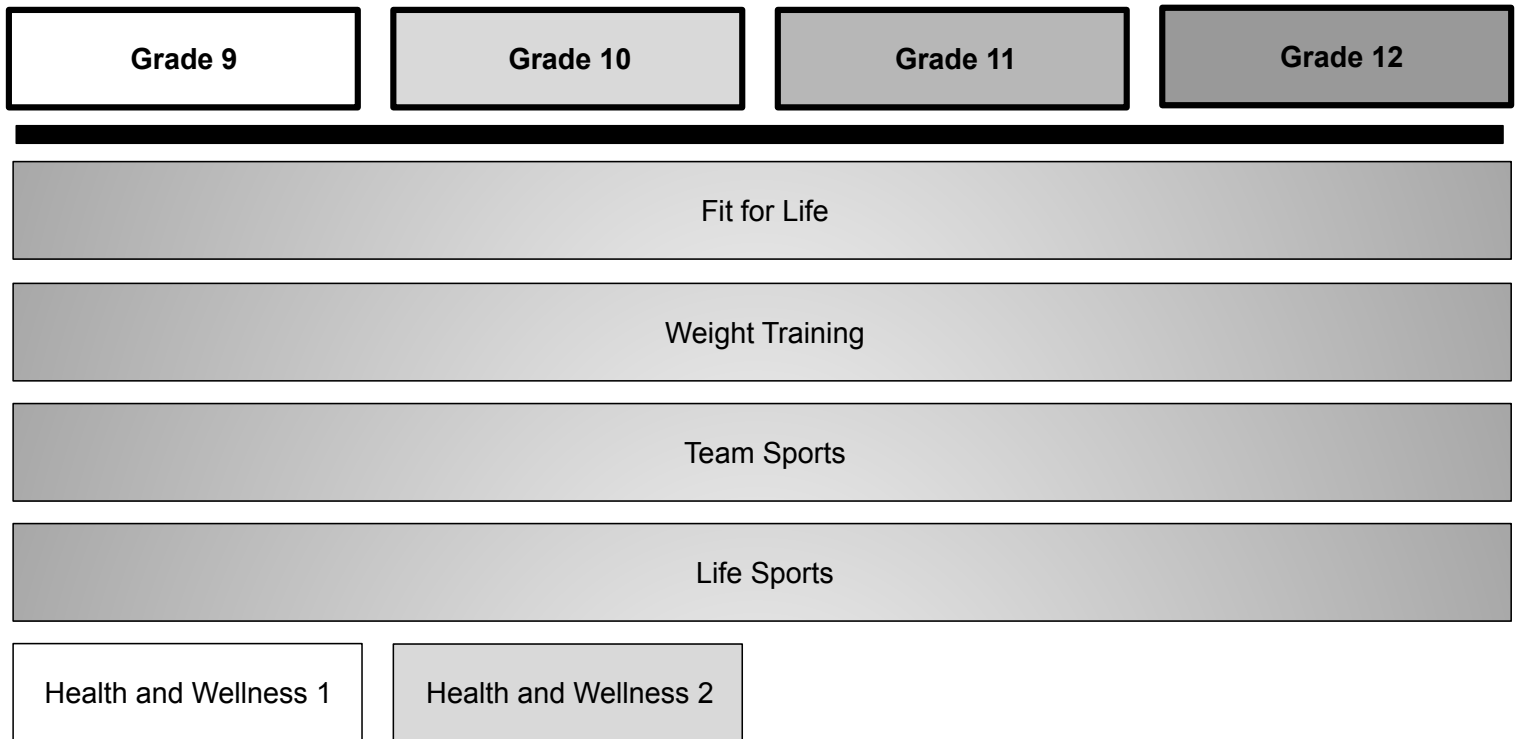 Grade 9 Grade 10 Grade 11 Grade 12
Fit for Life
Weight Training
Team Sports
Life Sports
Health and Wellness 1 Health and Wellness 2